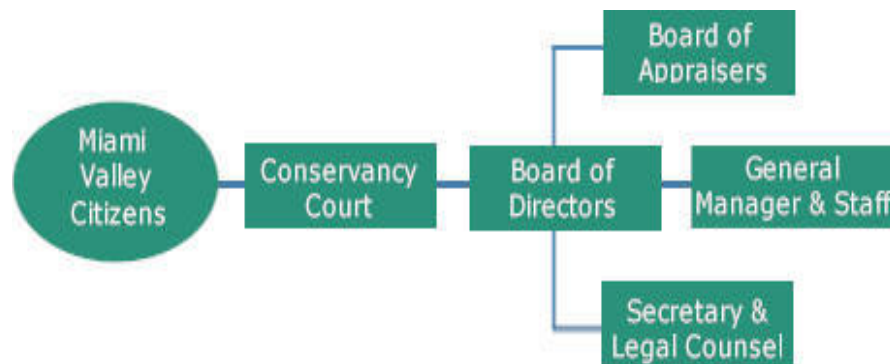 Miami
Valley
Citizens
Conservancy
Court
Board of
Directors
Board of
Appraisers
General
Manager & Staff
Secretary &
Legal Counsel